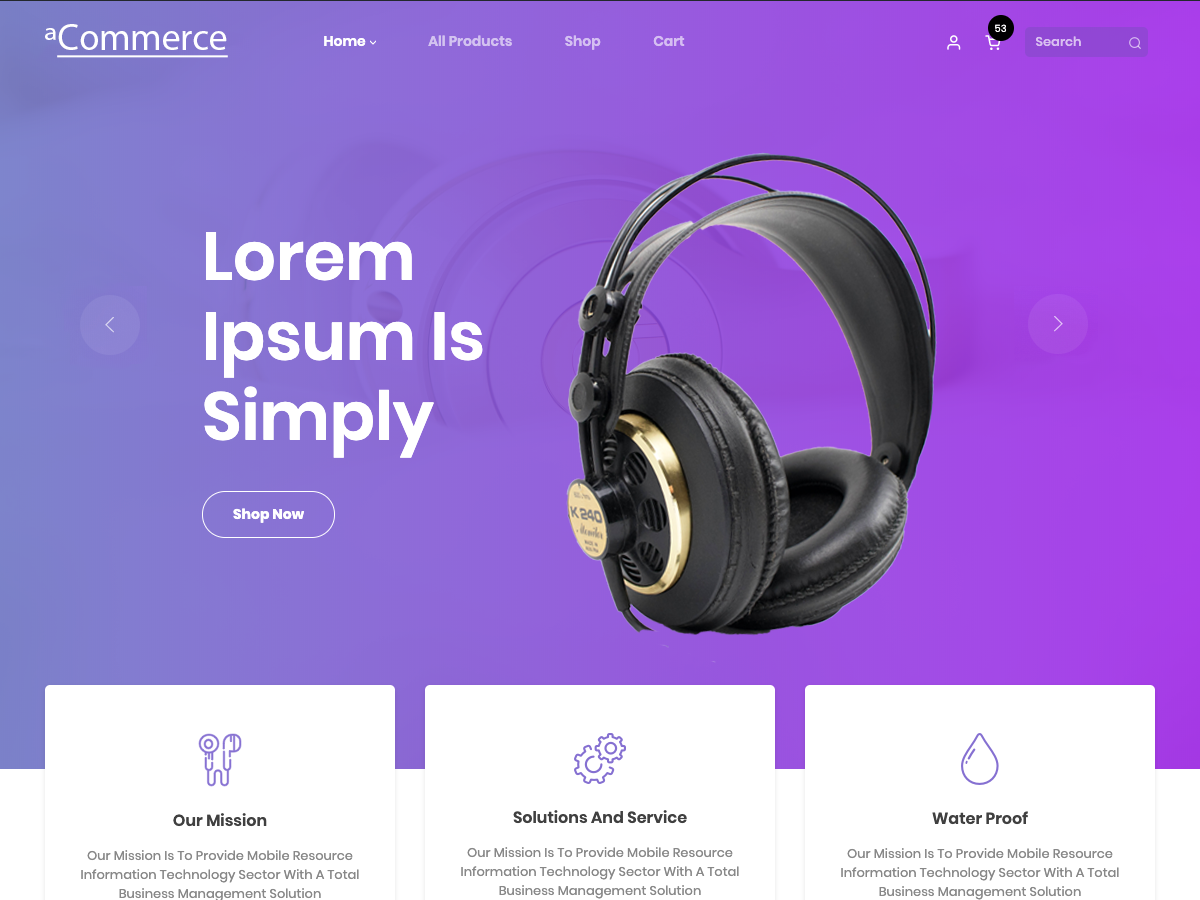 aCommerce
Home
All Products
Shop
Cart
53
Search
Lorem
Ipsum Is
Simply
Shop Now
K 240
Our Mission
Our Mission Is To Provide Mobile Resource
Information Technology Sector With A Total
Business Management Solution
Solutions And Service
Our Mission Is To Provide Mobile Resource
Information Technology Sector With A Total
Business Management Solution
Water Proof
Our Mission Is To Provide Mobile Resource
Information Technology Sector With A Total
Business Management Solution